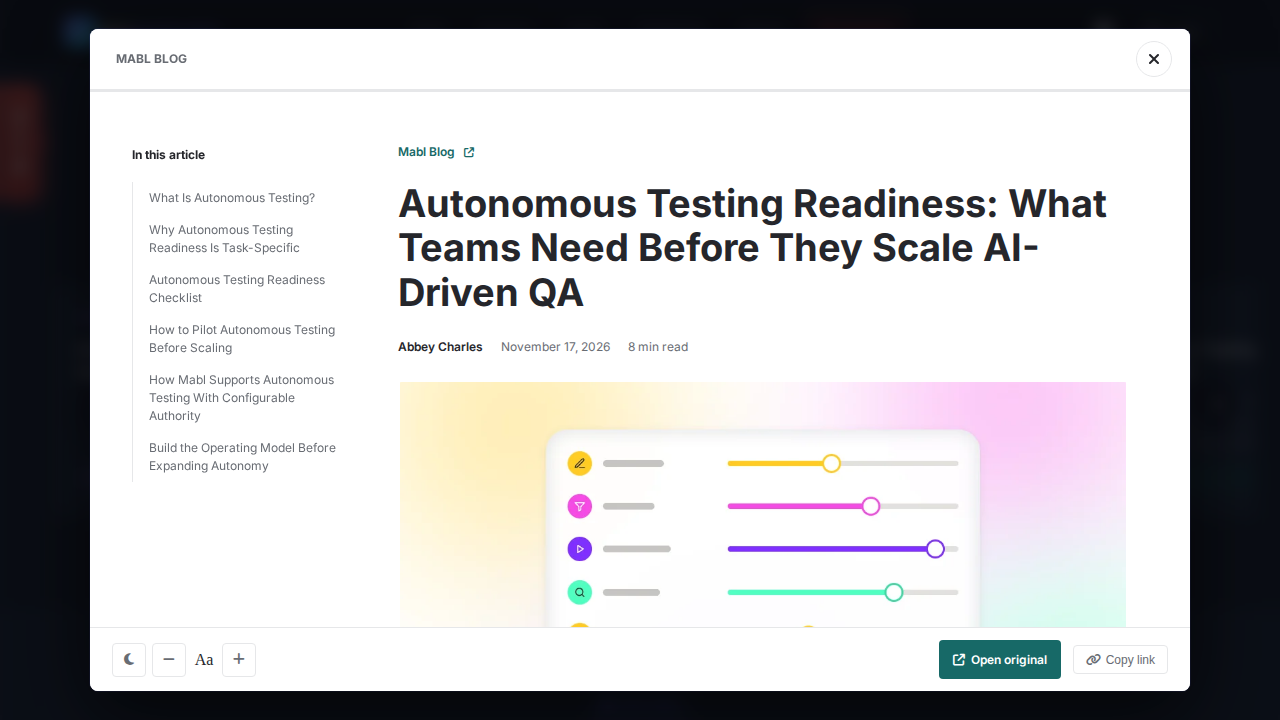 MABL BLOG
In this article
What Is Autonomous Testing?
Why Autonomous Testing
Readiness Is Task-Specific
Autonomous Testing Readiness
Checklist
How to Pilot Autonomous Testing
Before Scaling
How Mabl Supports Autonomous
Testing With Configurable
Authority
Build the Operating Model Before
Expanding Autonomy
Mabl Blog
Autonomous Testing Readiness: What
Teams Need Before They Scale AI-
Driven QA
Abbey Charles November 17, 2026 8 min read
Aa
Open original
Copy link